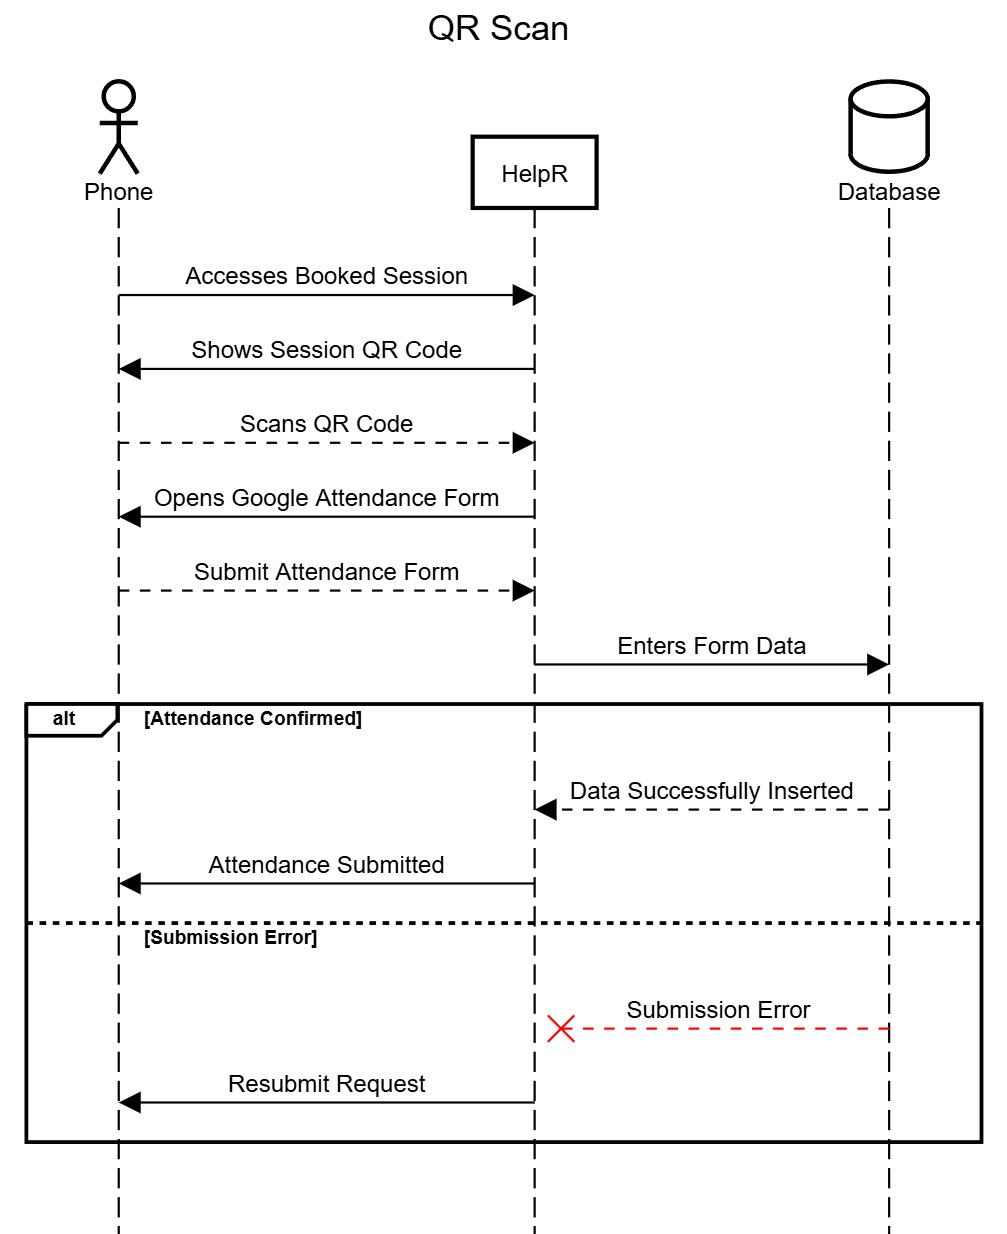 QR Scan
Phone
HelpR
Database
Accesses Booked Session
Shows Session QR Code
Scans QR Code
Opens Google Attendance Form
Submit Attendance Form
Enters Form Data
alt
[Attendance Confirmed]
Data Successfully Inserted
Attendance Submitted
[Submission Error]
Submission Error
Resubmit Request